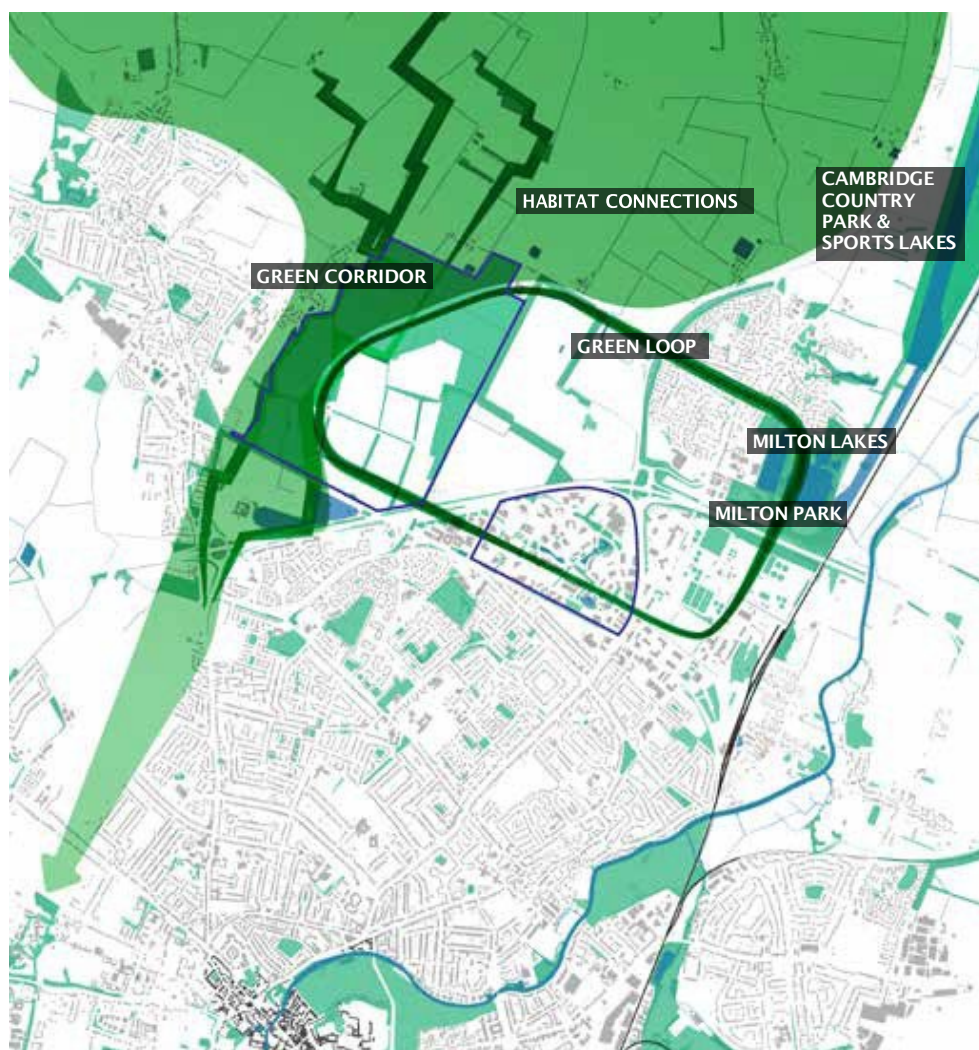 CAMBRIDGE
COUNTRY
PARK &
SPORTS LAKES
HABITAT CONNECTIONS
GREEN CORRIDOR
GREEN LOOP
MILTON LAKES
MILTON PARK